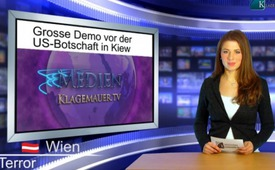 Grosse Demo vor der
US-Botschaft in Kiew
MEDIEN
KLAGEMAUER.TV
Wien
Terror
K